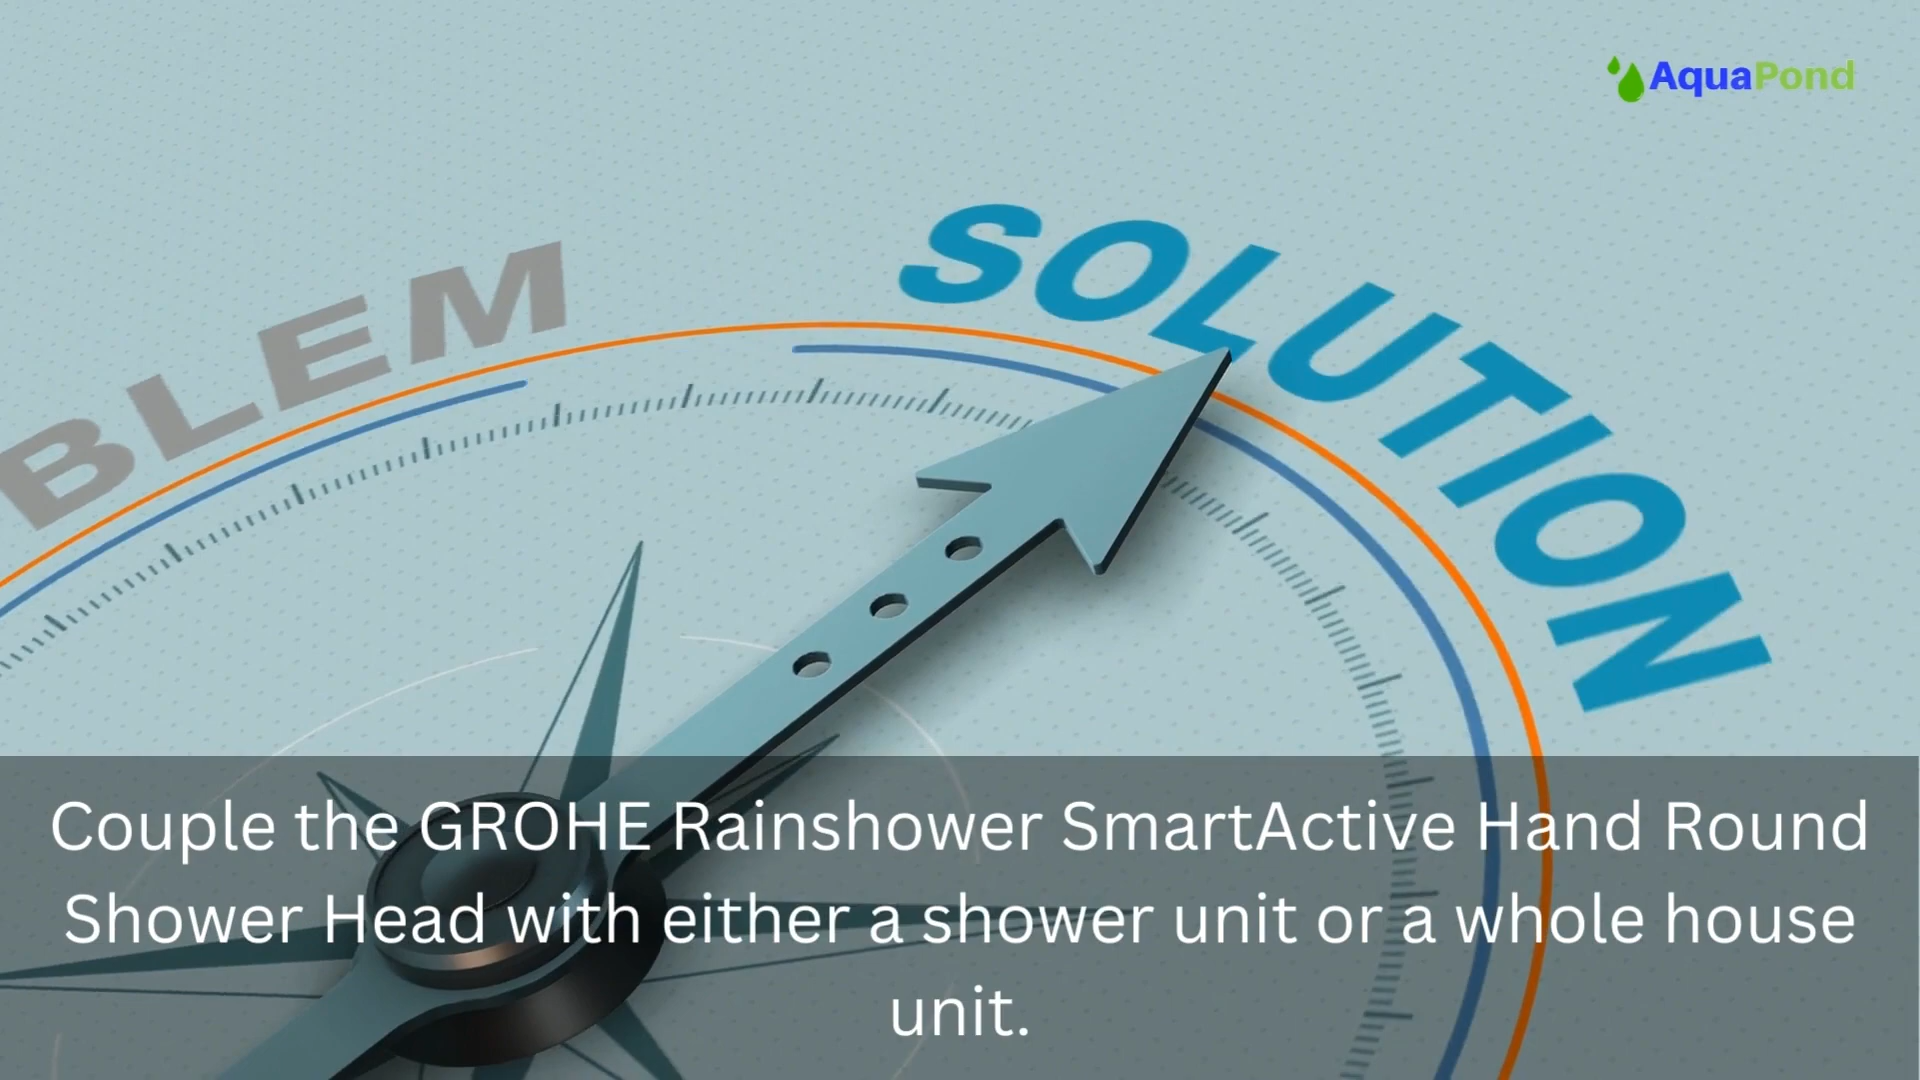 AquaPond
BLEM
SOLUTION
Couple the GROHE Rainshower SmartActive Hand Round
Shower Head with either a shower unit or a whole house
unit.